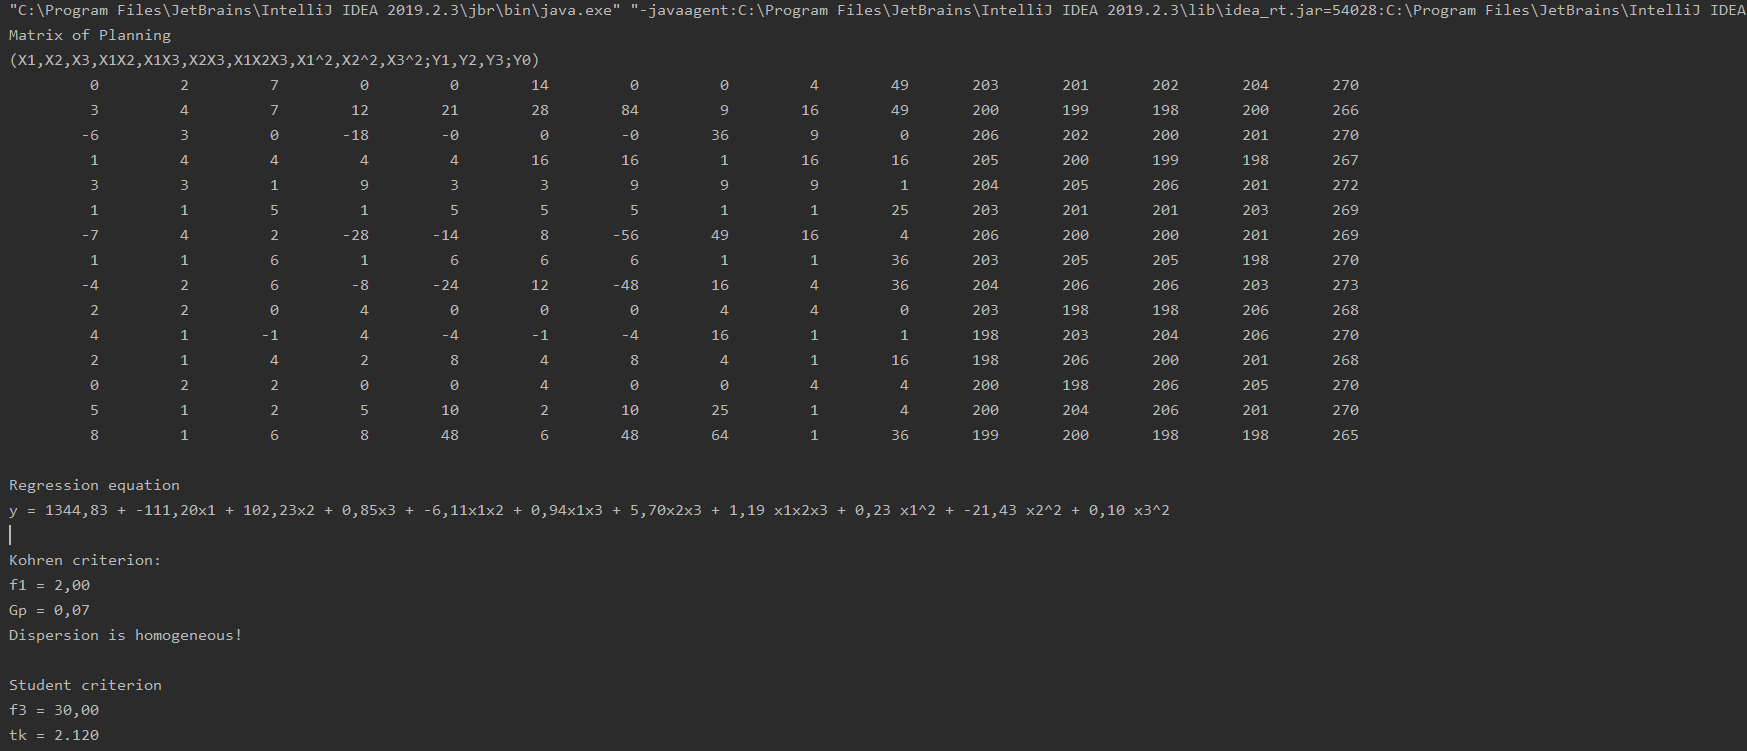 "C:\Program Files\JetBrains\IntelliJ IDEA 2019.2.3\jbr\bin\java.exe" "-javaagent:C:\Program Files\JetBrains\IntelliJ IDEA 2019.2.3\lib\idea_rt.jar=54028:C:\Program Files\JetBrains\IntelliJ IDEA
Matrix of Planning
(X1,X2,X3,X1X2,X1X3,X2X3,X1X2X3,X1^2,X2^2,X3^2;Y1,Y2,Y3;Y0)
0 2 7 0 0 14 0 0 4 49 203 201 202 204 270
3 4 7 12 21 28 84 9 16 49 200 199 198 200 266
-6 3 0 -18 -0 0 -0 36 9 0 206 202 200 201 270
1 4 4 4 4 16 16 1 16 16 205 200 199 198 267
3 3 1 9 3 3 9 9 9 1 204 205 206 201 272
1 1 5 1 5 5 5 1 1 25 203 201 201 203 269
-7 4 2 -28 -14 8 -56 49 16 4 206 200 200 201 269
1 1 6 1 6 6 6 1 1 36 203 205 205 198 270
-4 2 6 -8 -24 12 -48 16 4 36 204 206 206 203 273
2 2 0 4 0 0 0 4 4 0 203 198 198 206 268
4 1 -1 4 -4 -1 -4 16 1 1 198 203 204 206 270
2 1 4 2 8 4 8 4 1 16 198 206 200 201 268
0 2 2 0 0 4 0 0 4 4 200 198 206 205 270
5 1 2 5 10 2 10 25 1 4 200 204 206 201 270
8 1 6 8 48 6 48 64 1 36 199 200 198 198 265
Regression equation
y = 1344,83 + -111,20x1 + 102,23x2 + 0,85x3 + -6,11x1x2 + 0,94x1x3 + 5,70x2x3 + 1,19 x1x2x3 + 0,23 x1^2 + -21,43 x2^2 + 0,10 x3^2
Kohren criterion:
f1 = 2,00
Gp = 0,07
Dispersion is homogeneous!
Student criterion
f3 = 30,00
tk = 2.120